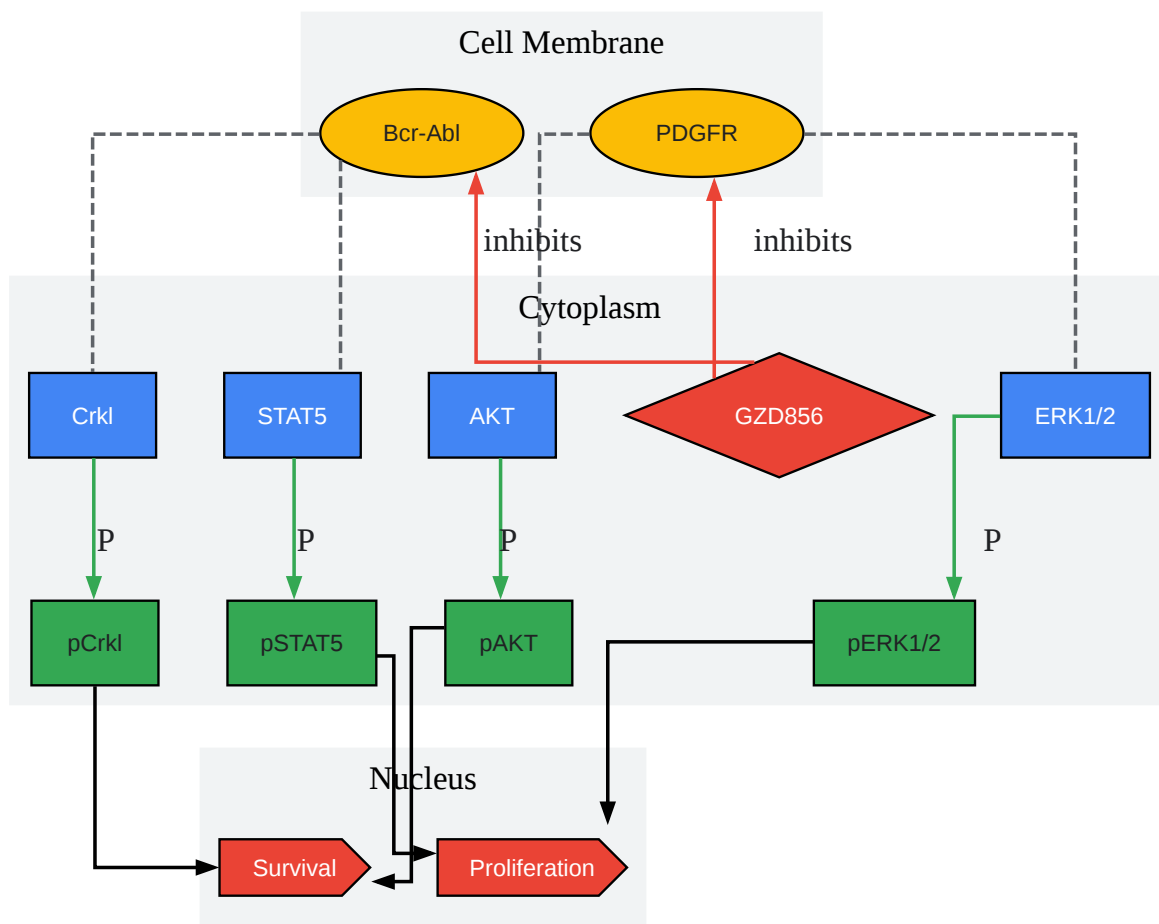 Cell Membrane
Bcr-Abl
PDGFR
inhibits
inhibits
Cytoplasm
Crkl
STAT5
AKT
GZD856
ERK1/2
P
P
P
P
pCrkl
pSTAT5
pAKT
pERK1/2
Nucleus
Survival
Proliferation